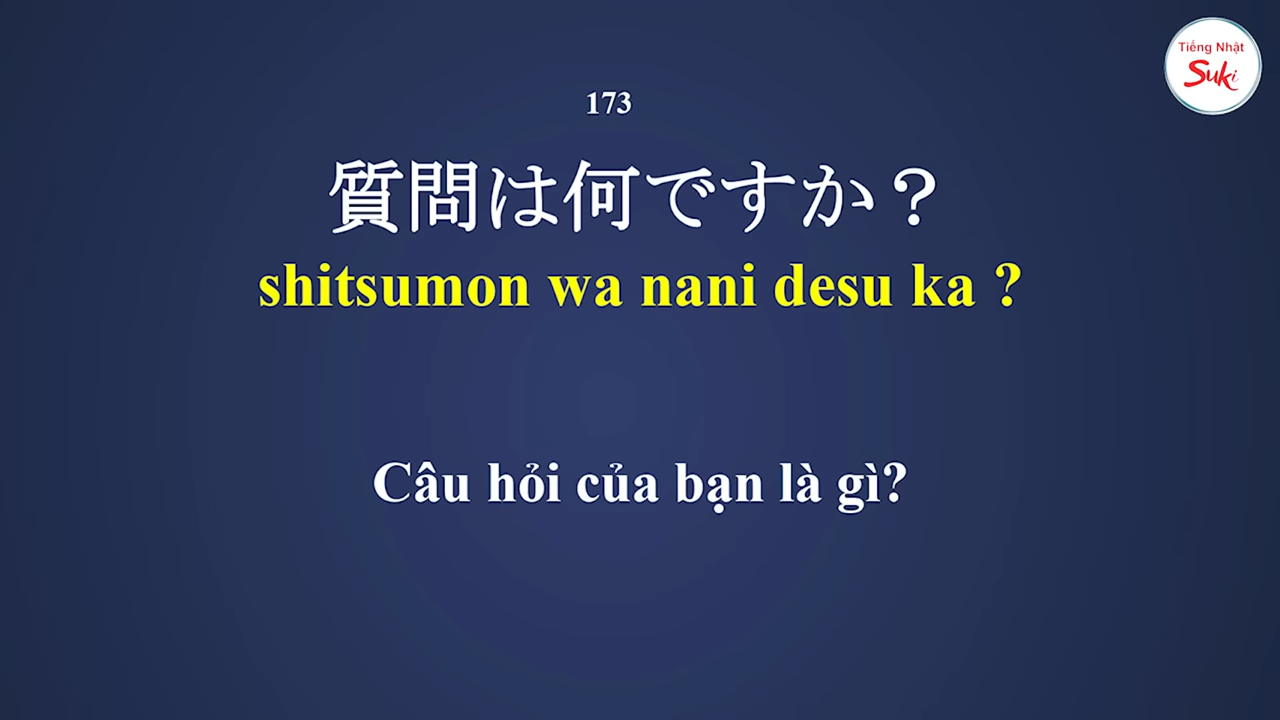 Tiếng Nhật
Suki
173
質問は何ですか？
shitsumon wa nani desu ka ?
Câu hỏi của bạn là gì?